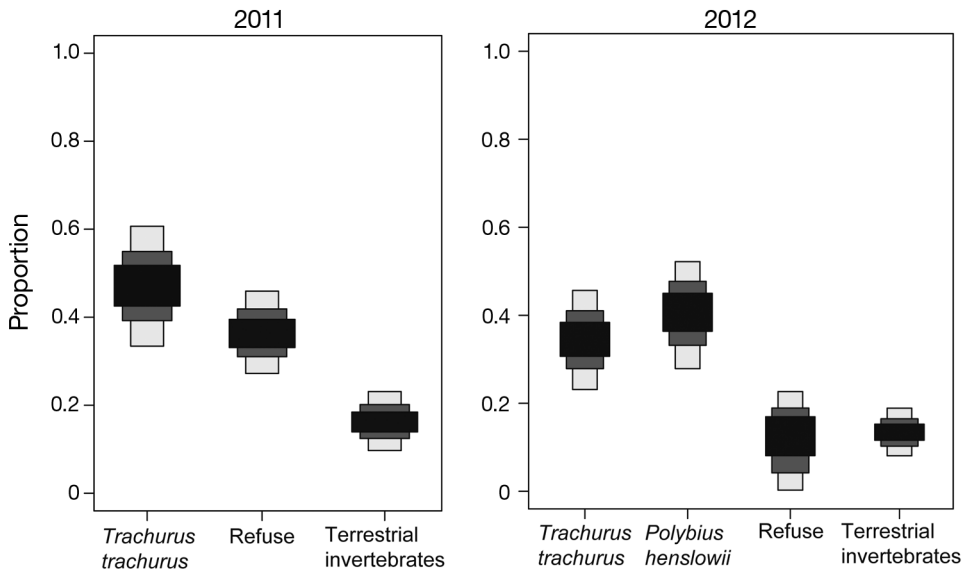 2011
2012
Proportion
1.0
0.8
0.6
0.4
0.2
0
Trachurus
trachurus
Refuse
Terrestrial
invertebrates
1.0
0.8
0.6
0.4
0.2
0
Trachurus
trachurus
Polybius
henslowii
Refuse
Terrestrial
invertebrates